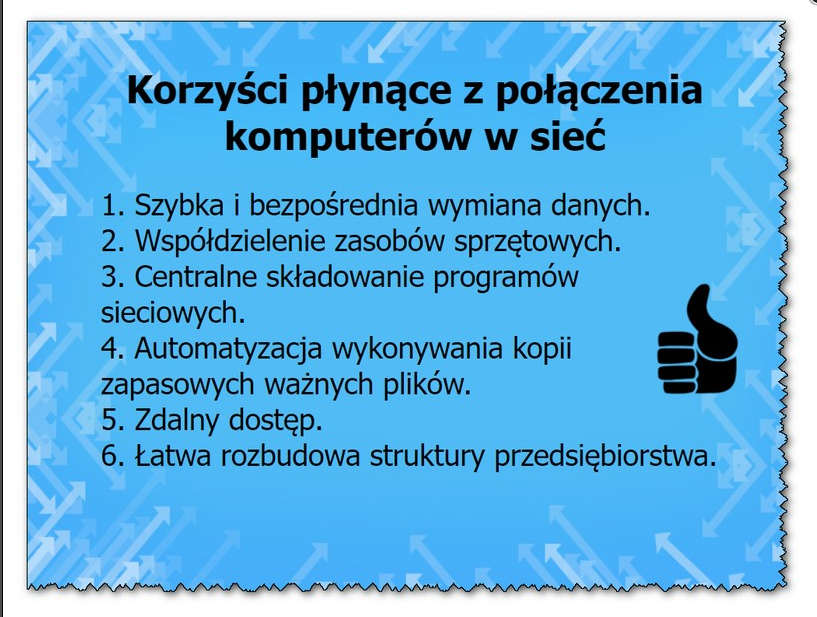 Korzyści płynące z połączenia
komputerów w sieć
1. Szybka i bezpośrednia wymiana danych.
2. Współdzielenie zasobów sprzętowych.
3. Centralne składowanie programów
sieciowych.
4. Automatyzacja wykonywania kopii
zapasowych ważnych plików.
5. Zdalny dostęp.
6. Łatwa rozbudowa struktury przedsiębiorstwa.